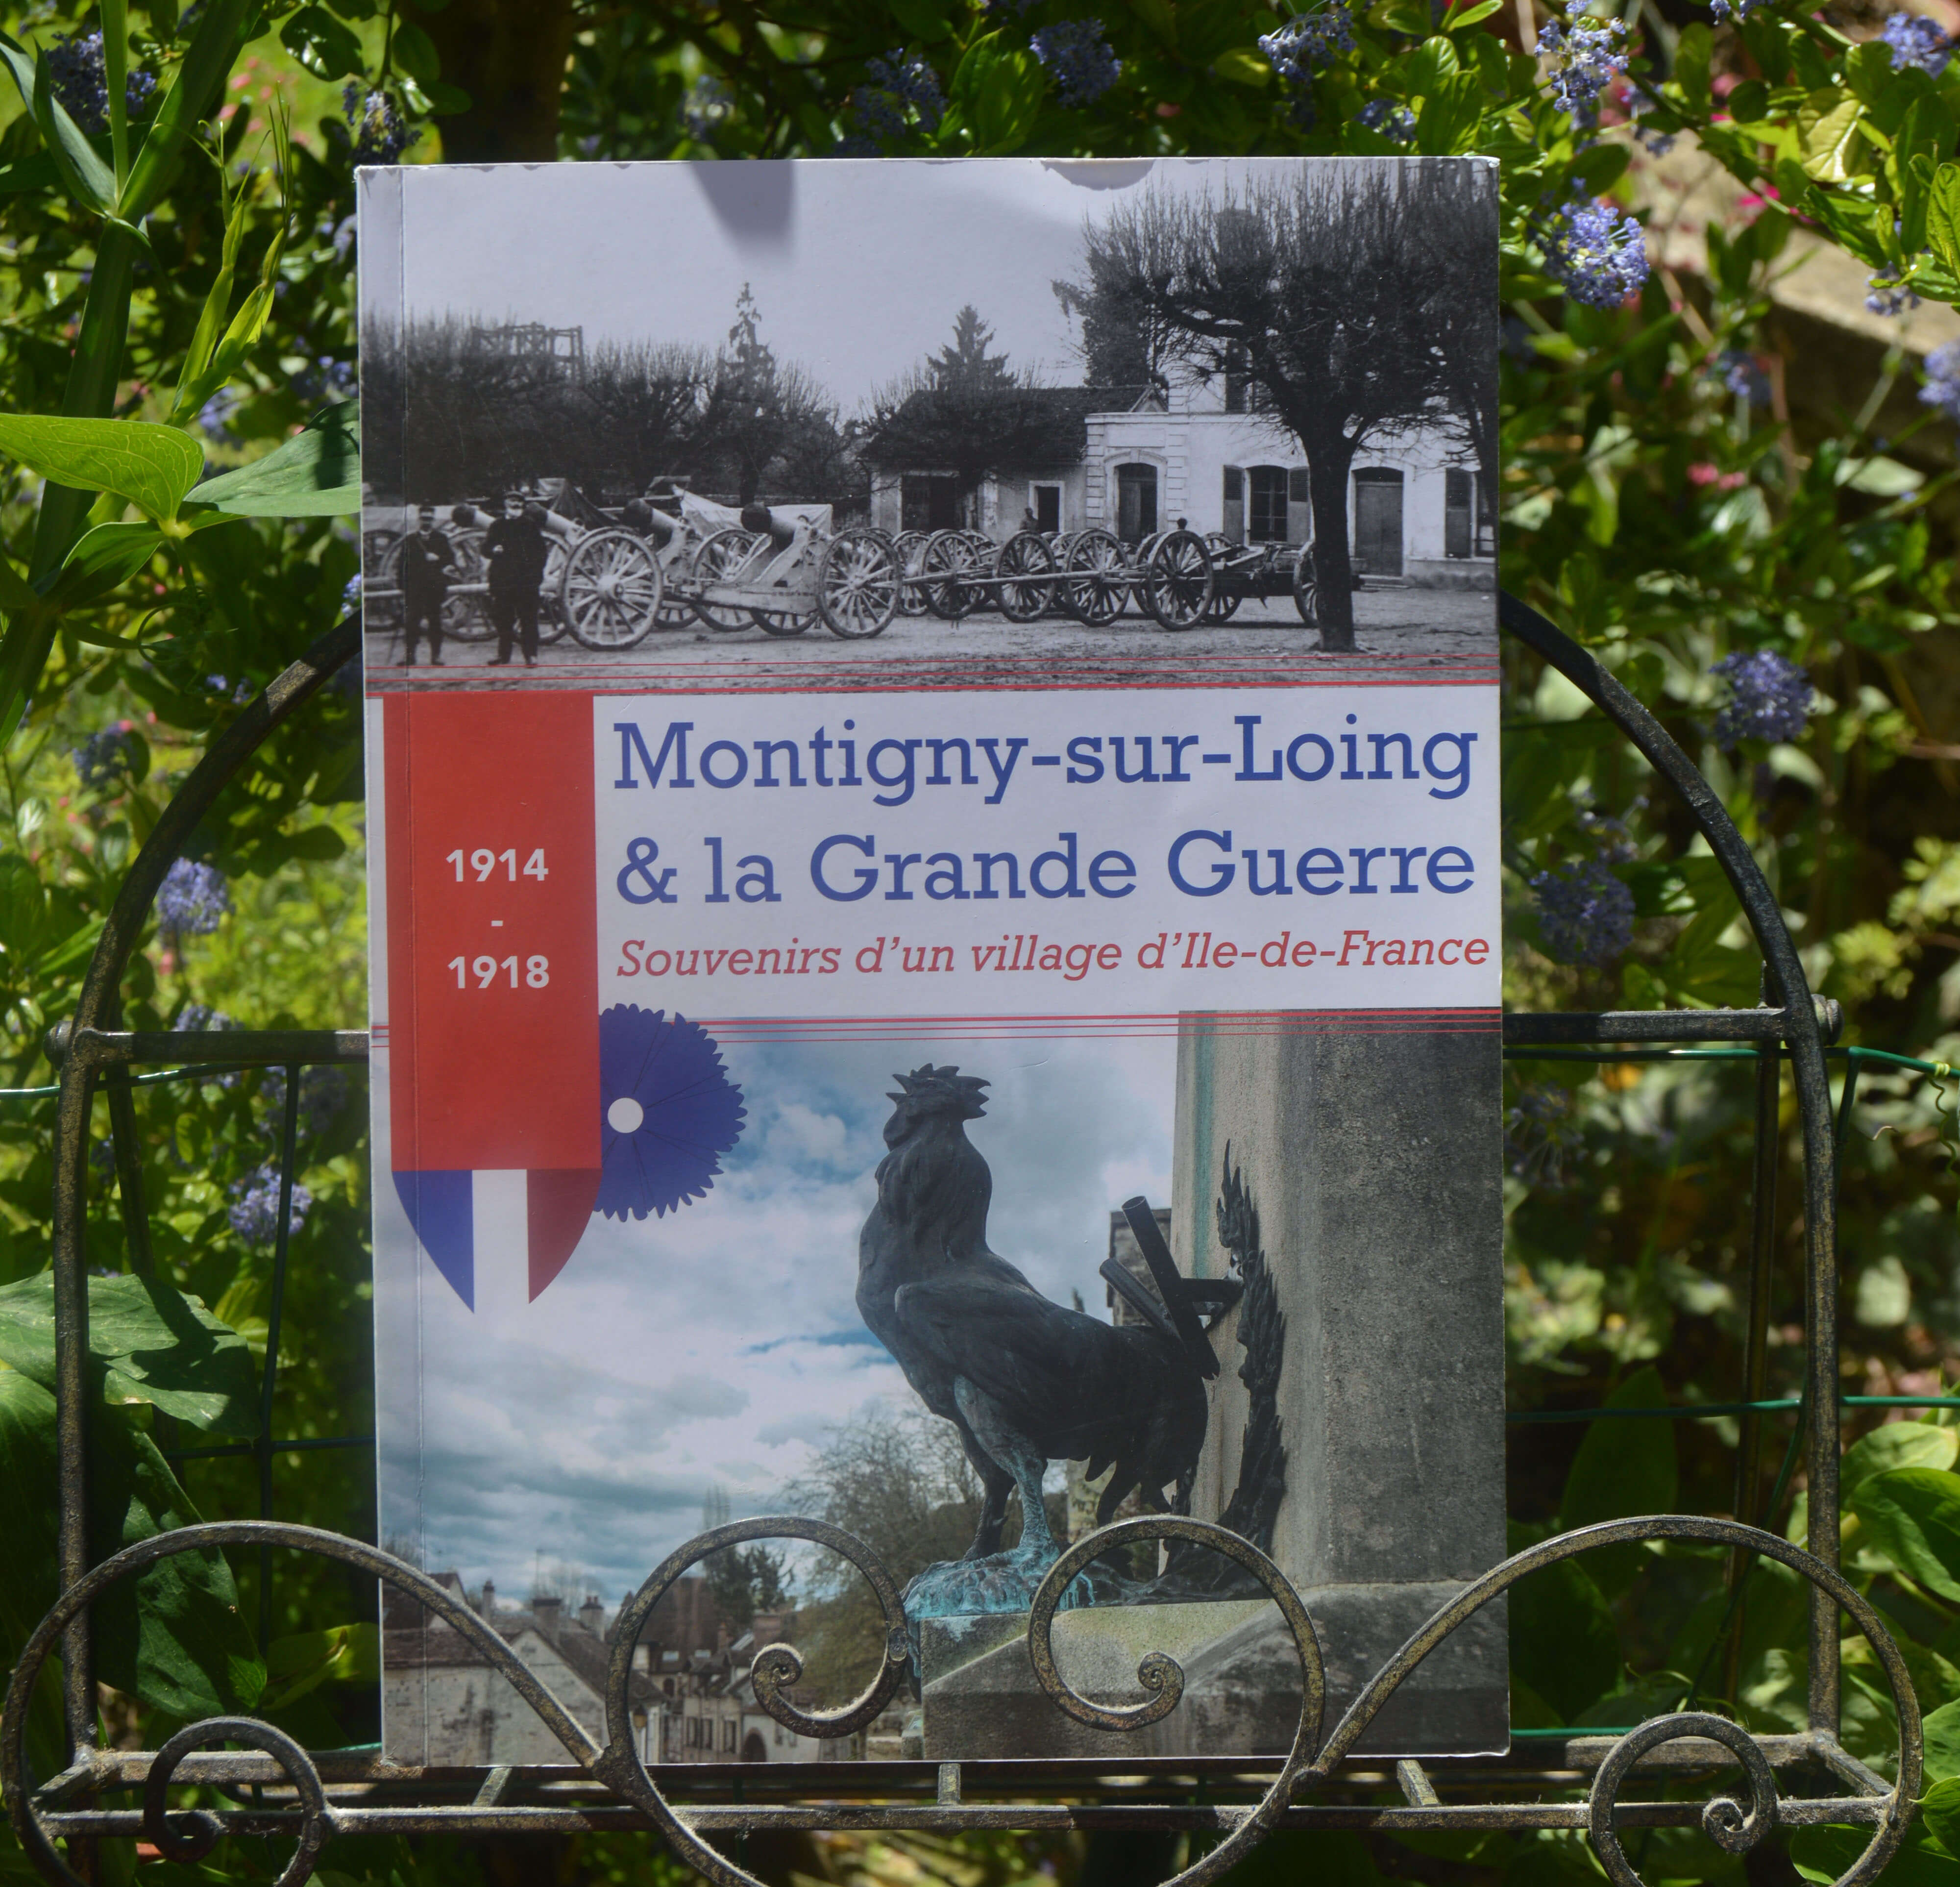 1914
-
1918
Montigny-sur-Loing
& la Grande Guerre
Souvenirs d'un village d'Ile-de-France